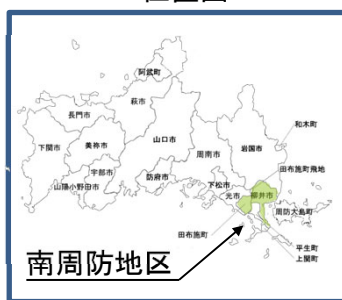 阿武町
萩市
長門市
和木町
下関市
美祢市
山口市
周南市
岩国市
田布施町飛地
宇部市
防府市
下松市
山陽小野田市
光市
柳井市
周防大島町
田布施町
平生町
上関町
南周防地区